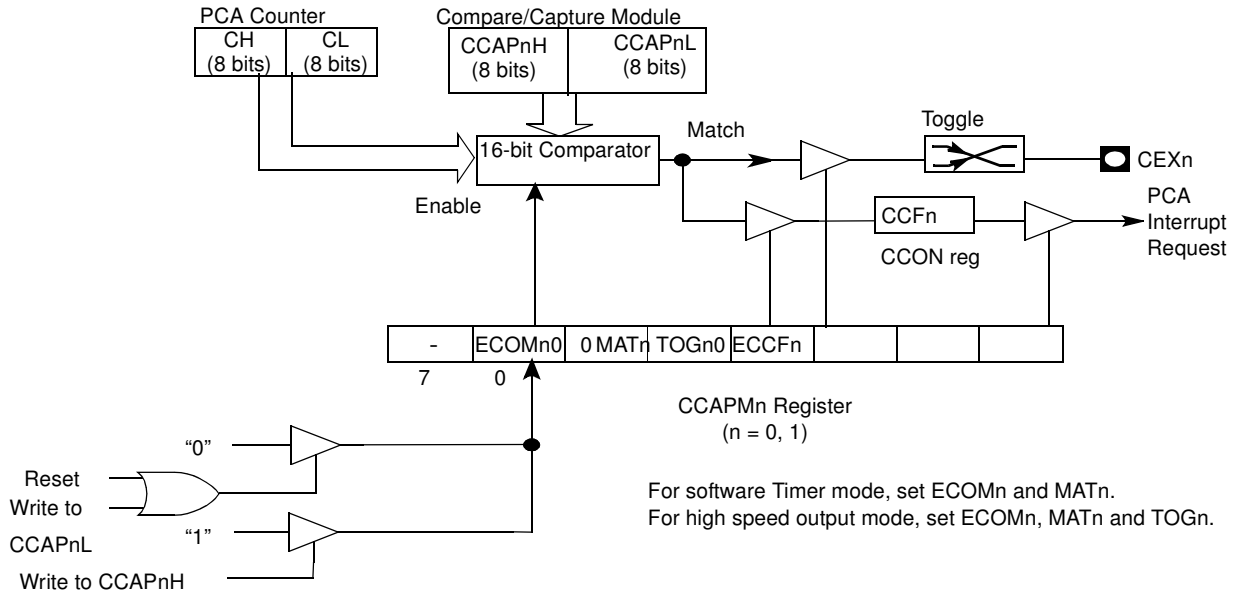 PCA Counter
CH
(8 bits)
CL
(8 bits)
Compare/Capture Module
CCAPnH
(8 bits)
CCAPnL
(8 bits)
16-bit Comparator
Match
Enable
Toggle
CEXn
CCFn
CCON reg
PCA
Interrupt
Request
-
ECOMn0
0 MATn
TOGn0
ECCFn
7
0
CCAPMn Register
(n = 0, 1)
“0”
Reset
Write to
“1”
CCAPnL
Write to CCAPnH
For software Timer mode, set ECOMn and MATn.
For high speed output mode, set ECOMn, MATn and TOGn.